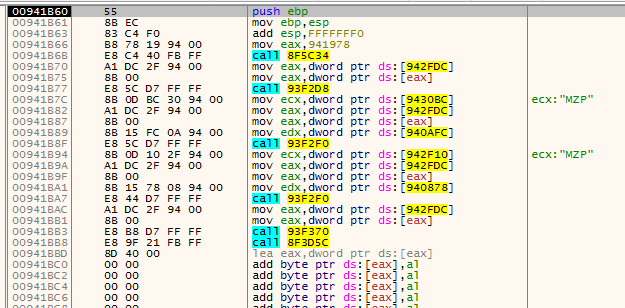 00941B60 55 push ebp
00941B61 8B EC mov ebp,esp
00941B63 83 C4 F0 add esp,FFFFFFF0
00941B66 B8 78 19 94 00 mov eax,941978
00941B6B E8 C4 40 FB FF call 8F5C34
00941B70 A1 DC 2F 94 00 mov eax,dword ptr ds:[942FDC]
00941B75 8B 00 mov eax,dword ptr ds:[eax]
00941B77 E8 5C D7 FF FF call 93F2D8
00941B7C 8B 0D BC 30 94 00 mov ecx,dword ptr ds:[9430BC] ecx:"MZP"
00941B82 A1 DC 2F 94 00 mov eax,dword ptr ds:[942FDC]
00941B87 8B 00 mov eax,dword ptr ds:[eax]
00941B89 8B 15 FC 0A 94 00 mov edx,dword ptr ds:[940AFC]
00941B8F E8 5C D7 FF FF call 93F2F0
00941B94 8B 0D 10 2F 94 00 mov ecx,dword ptr ds:[942F10] ecx:"MZP"
00941B9A A1 DC 2F 94 00 mov eax,dword ptr ds:[942FDC]
00941B9F 8B 00 mov eax,dword ptr ds:[eax]
00941BA1 8B 15 78 08 94 00 mov edx,dword ptr ds:[940878]
00941BA7 E8 44 D7 FF FF call 93F2F0
00941BAC A1 DC 2F 94 00 mov eax,dword ptr ds:[942FDC]
00941BB1 8B 00 mov eax,dword ptr ds:[eax]
00941BB3 E8 B8 D7 FF FF call 93F370
00941BB8 E8 9F 21 FB FF call 8F3D5C
00941BBD 8D 40 00 lea eax,dword ptr ds:[eax]
00941BC0 00 00 add byte ptr ds:[eax],al
00941BC2 00 00 add byte ptr ds:[eax],al
00941BC4 00 00 add byte ptr ds:[eax],al
00941BC6 00 00 add byte ptr ds:[eax],al